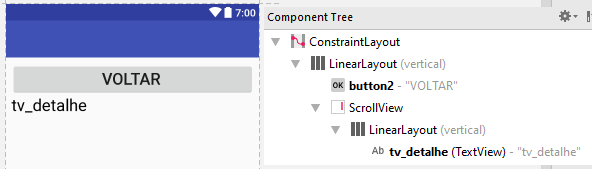 7:00
VOLTAR
tv_detalhe
Component Tree
ConstraintLayout
LinearLayout (vertical)
OK button2 - "VOLTAR"
ScrollView
LinearLayout (vertical)
Ab tv_detalhe (TextView) - "tv_detalhe"